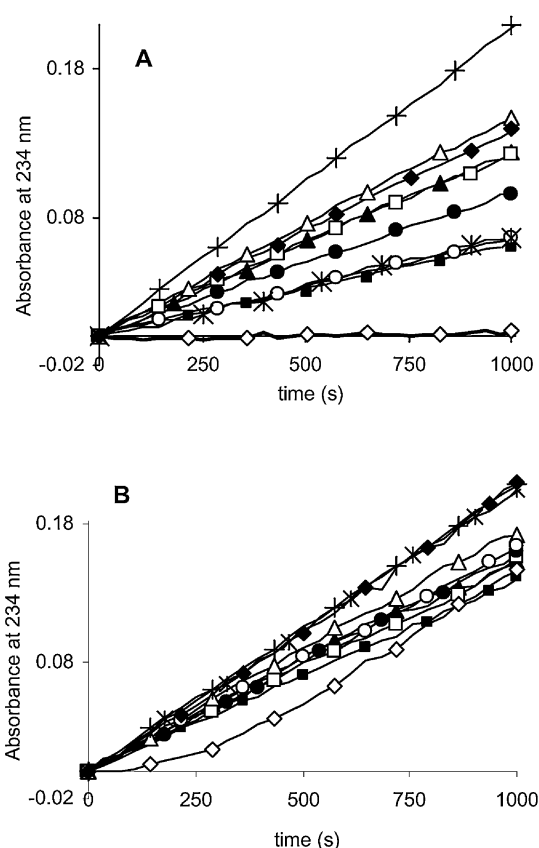 A
0.18
Absorbance at 234 nm
0.08
-0.02
0 250 500 750 1000
time (s)
B
0.18
Absorbance at 234 nm
0.08
-0.02
0 250 500 750 1000
time (s)